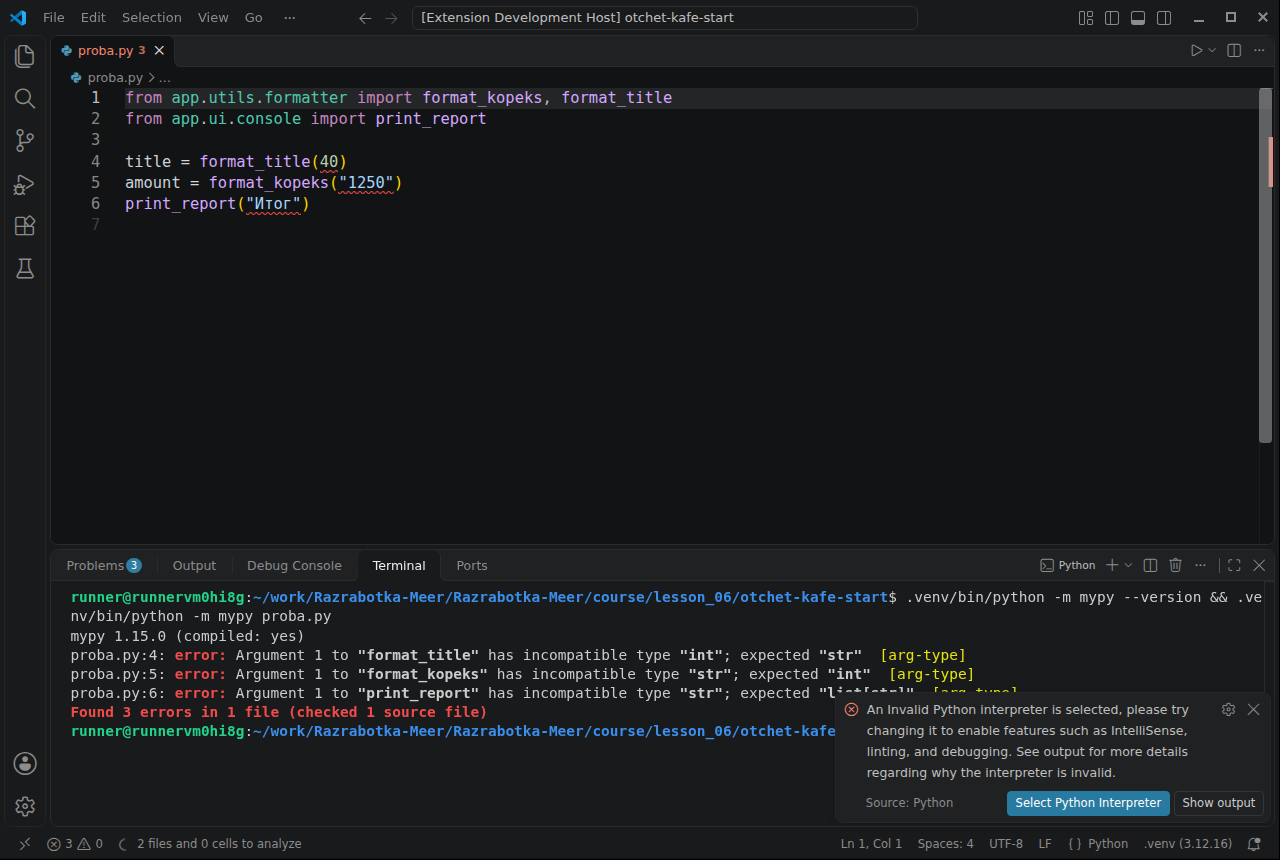 File Edit Selection View Go ··· [Extension Development Host] otchet-kafe-start
proba.py 3
proba.py > ...
1 from app.utils.formatter import format_kopeks, format_title
2 from app.ui.console import print_report
3
4 title = format_title(40)
5 amount = format_kopeks("1250")
6 print_report("Итог")
7
Problems 3 Output Debug Console Terminal Ports Python
runner@runnervm0hi8g:~/work/Razrabotka-Meer/Razrabotka-Meer/course/lesson_06/otchet-kafe-start$ .venv/bin/python -m mypy --version && .ve
nv/bin/python -m mypy proba.py
mypy 1.15.0 (compiled: yes)
proba.py:4: error: Argument 1 to "format_title" has incompatible type "int"; expected "str"  [arg-type]
proba.py:5: error: Argument 1 to "format_kopeks" has incompatible type "str"; expected "int"  [arg-type]
proba.py:6: error: Argument 1 to "print_report" has incompatible type "str"; expected "list[str]"  [arg-type]
Found 3 errors in 1 file (checked 1 source file)
runner@runnervm0hi8g:~/work/Razrabotka-Meer/Razrabotka-Meer/course/lesson_06/otchet-kafe
An Invalid Python interpreter is selected, please try
changing it to enable features such as IntelliSense,
linting, and debugging. See output for more details
regarding why the interpreter is invalid.
Source: Python Select Python Interpreter Show output
3 0 2 files and 0 cells to analyze Ln 1, Col 1 Spaces: 4 UTF-8 LF { } Python .venv (3.12.16)